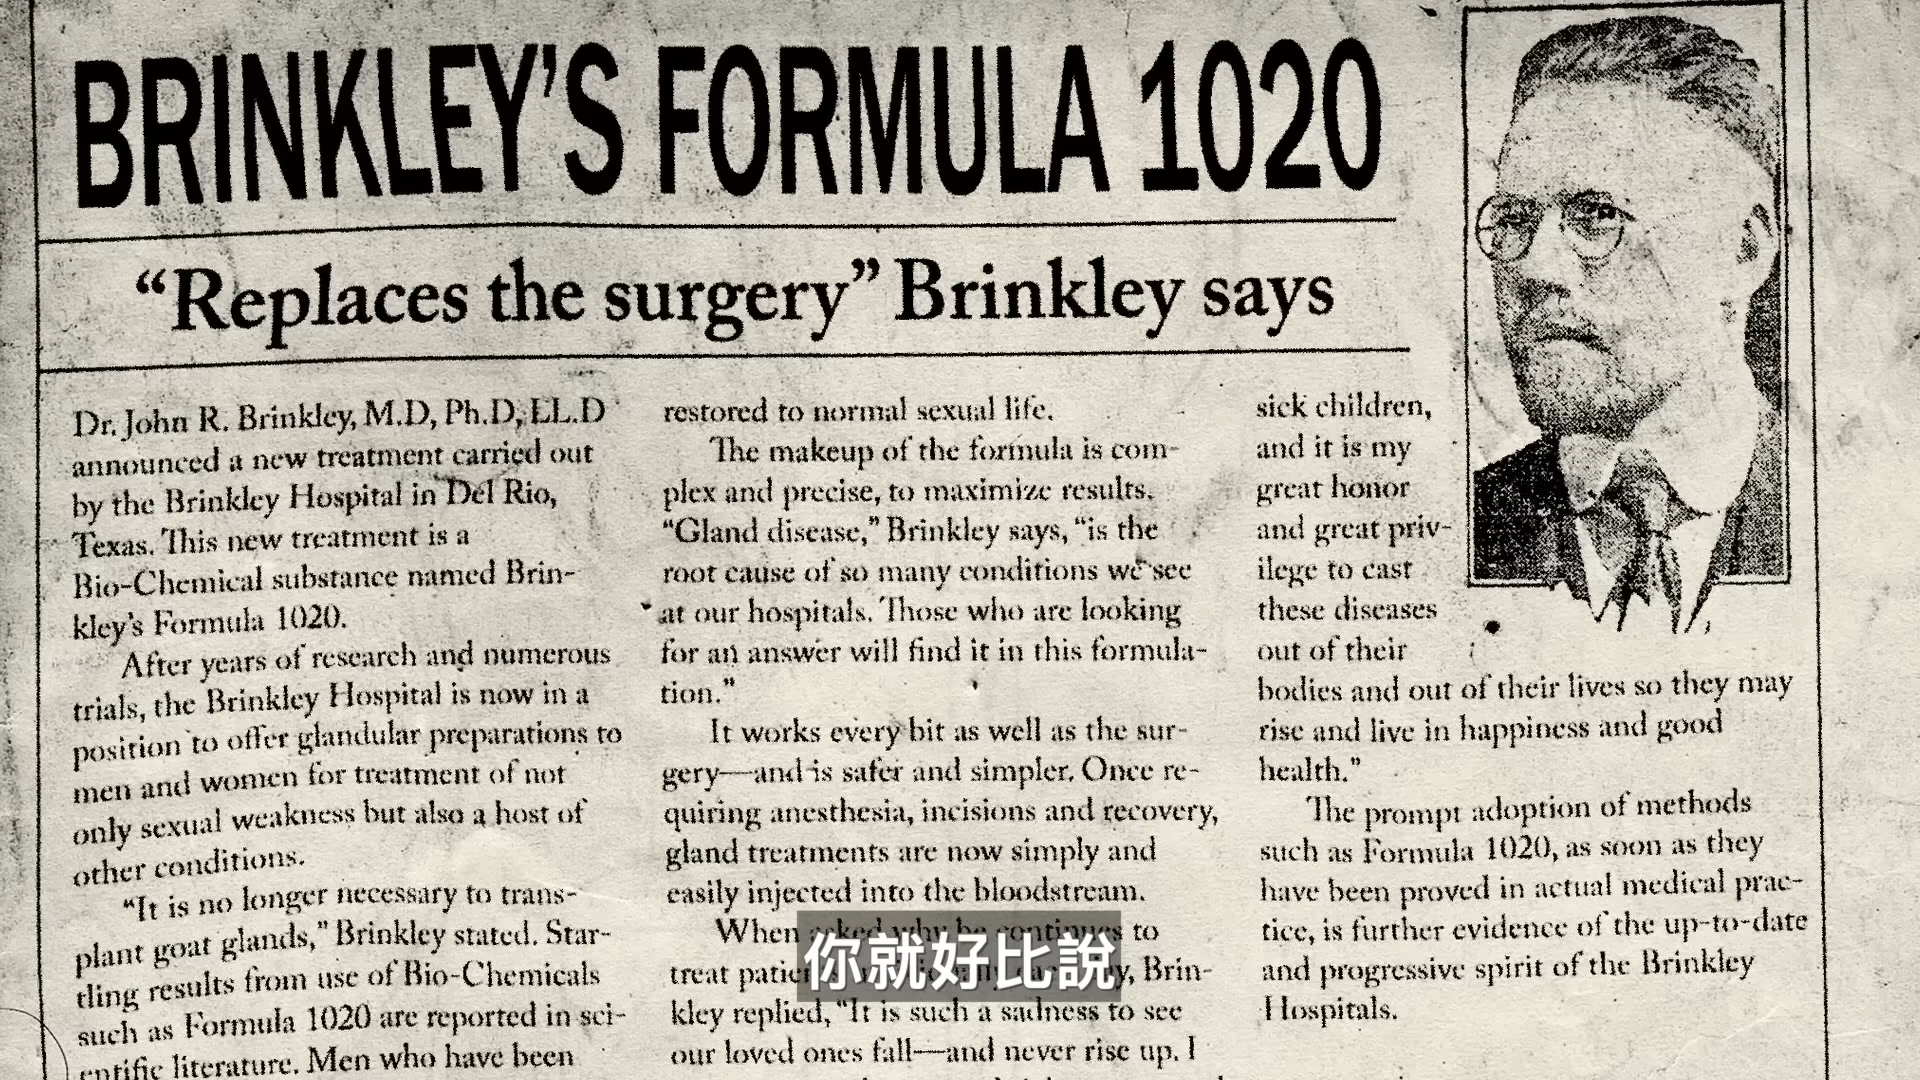 BRINKLEY'S FORMULA 1020
“Replaces the surgery” Brinkley says
Dr. John R. Brinkley, M.D, Ph.D, LL.D
announced a new treatment carried out
by the Brinkley Hospital in Del Rio,
Texas. This new treatment is a
Bio-Chemical substance named Brin-
kley's Formula 1020.
After years of research and numerous
trials, the Brinkley Hospital is now in a
position to offer glandular preparations to
men and women for treatment of not
only sexual weakness but also a host of
other conditions.
“It is no longer necessary to trans-
plant goat glands,” Brinkley stated. Star-
tling results from use of Bio-Chemicals
such as Formula 1020 are reported in sci-
entific literature. Men who have been
restored to normal sexual life.
The makeup of the formula is com-
plex and precise, to maximize results.
“Gland disease,” Brinkley says, “is the
root cause of so many conditions we see
at our hospitals. Those who are looking
for an answer will find it in this formula-
tion.”
It works every bit as well as the sur-
gery—and is safer and simpler. Once re-
quiring anesthesia, incisions and recovery,
gland treatments are now simply and
easily injected into the bloodstream.
When asked why he continues to
treat Brin-
kley replied, “It is such a sadness to see
our loved ones fall—and never rise up. I
sick children,
and it is my
great honor
and great priv-
ilege to cast
these diseases
out of their
bodies and out of their lives so they may
rise and live in happiness and good
health.”
The prompt adoption of methods
such as Formula 1020, as soon as they
have been proved in actual medical prac-
tice, is further evidence of the up-to-date
and progressive spirit of the Brinkley
Hospitals.
你就好比說